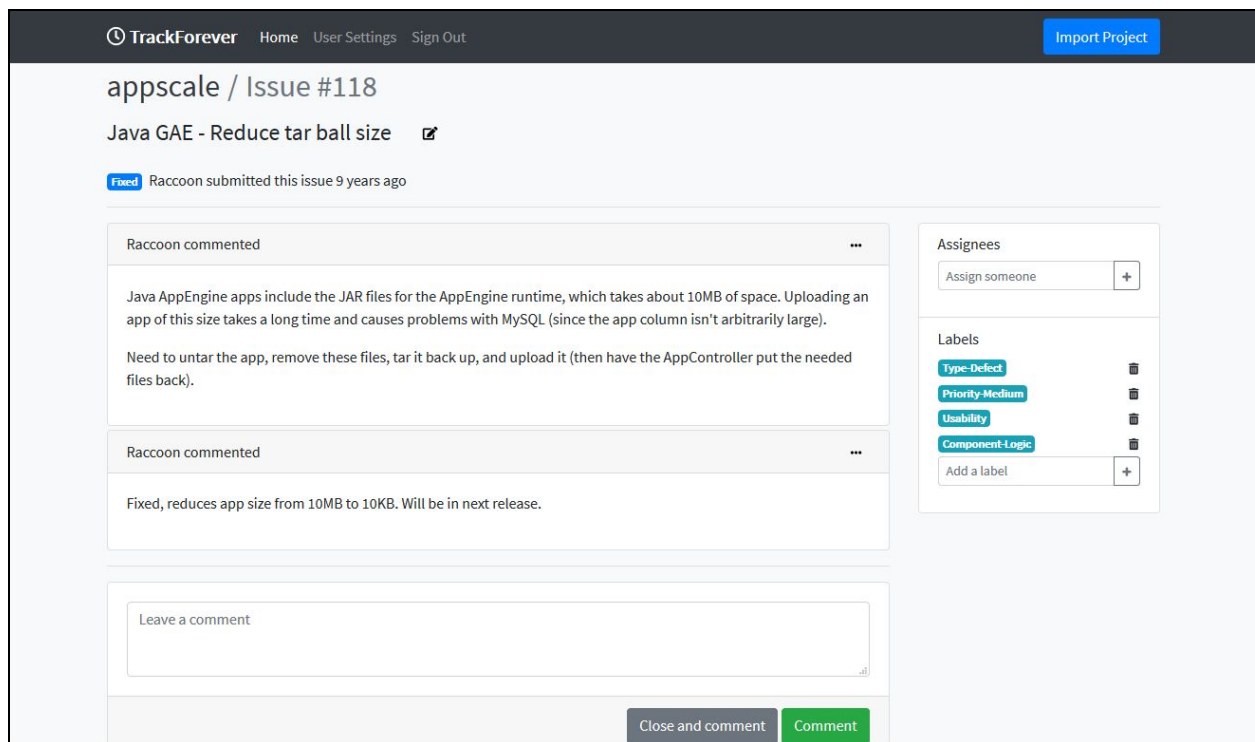 TrackForever Home User Settings Sign Out Import Project
appscale / Issue #118
Java GAE - Reduce tar ball size
Fixed Raccoon submitted this issue 9 years ago
Raccoon commented
Java AppEngine apps include the JAR files for the AppEngine runtime, which takes about 10MB of space. Uploading an
app of this size takes a long time and causes problems with MySQL (since the app column isn't arbitrarily large).
Need to untar the app, remove these files, tar it back up, and upload it (then have the AppController put the needed
files back).
Raccoon commented
Fixed, reduces app size from 10MB to 10KB. Will be in next release.
Leave a comment
Close and comment Comment
Assignees
Assign someone +
Labels
Type-Defect
Priority-Medium
Usability
Component-Logic
Add a label +